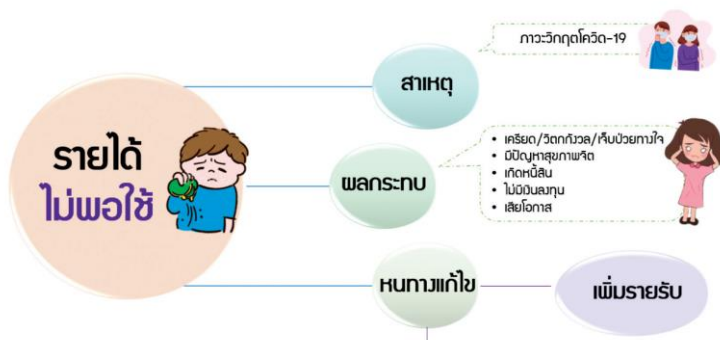 รายได้
ไม่พอใช้
สาเหตุ
ภาวะวิกฤตโควิด-19
ผลกระทบ
• เครียด/วิตกกังวล/เจ็บป่วยทางใจ
• มีปัญหาสุขภาพจิต
• เกิดหนี้สิน
• ไม่มีเงินลงทุน
• เสียโอกาส
หนทางแก้ไข
เพิ่มรายรับ